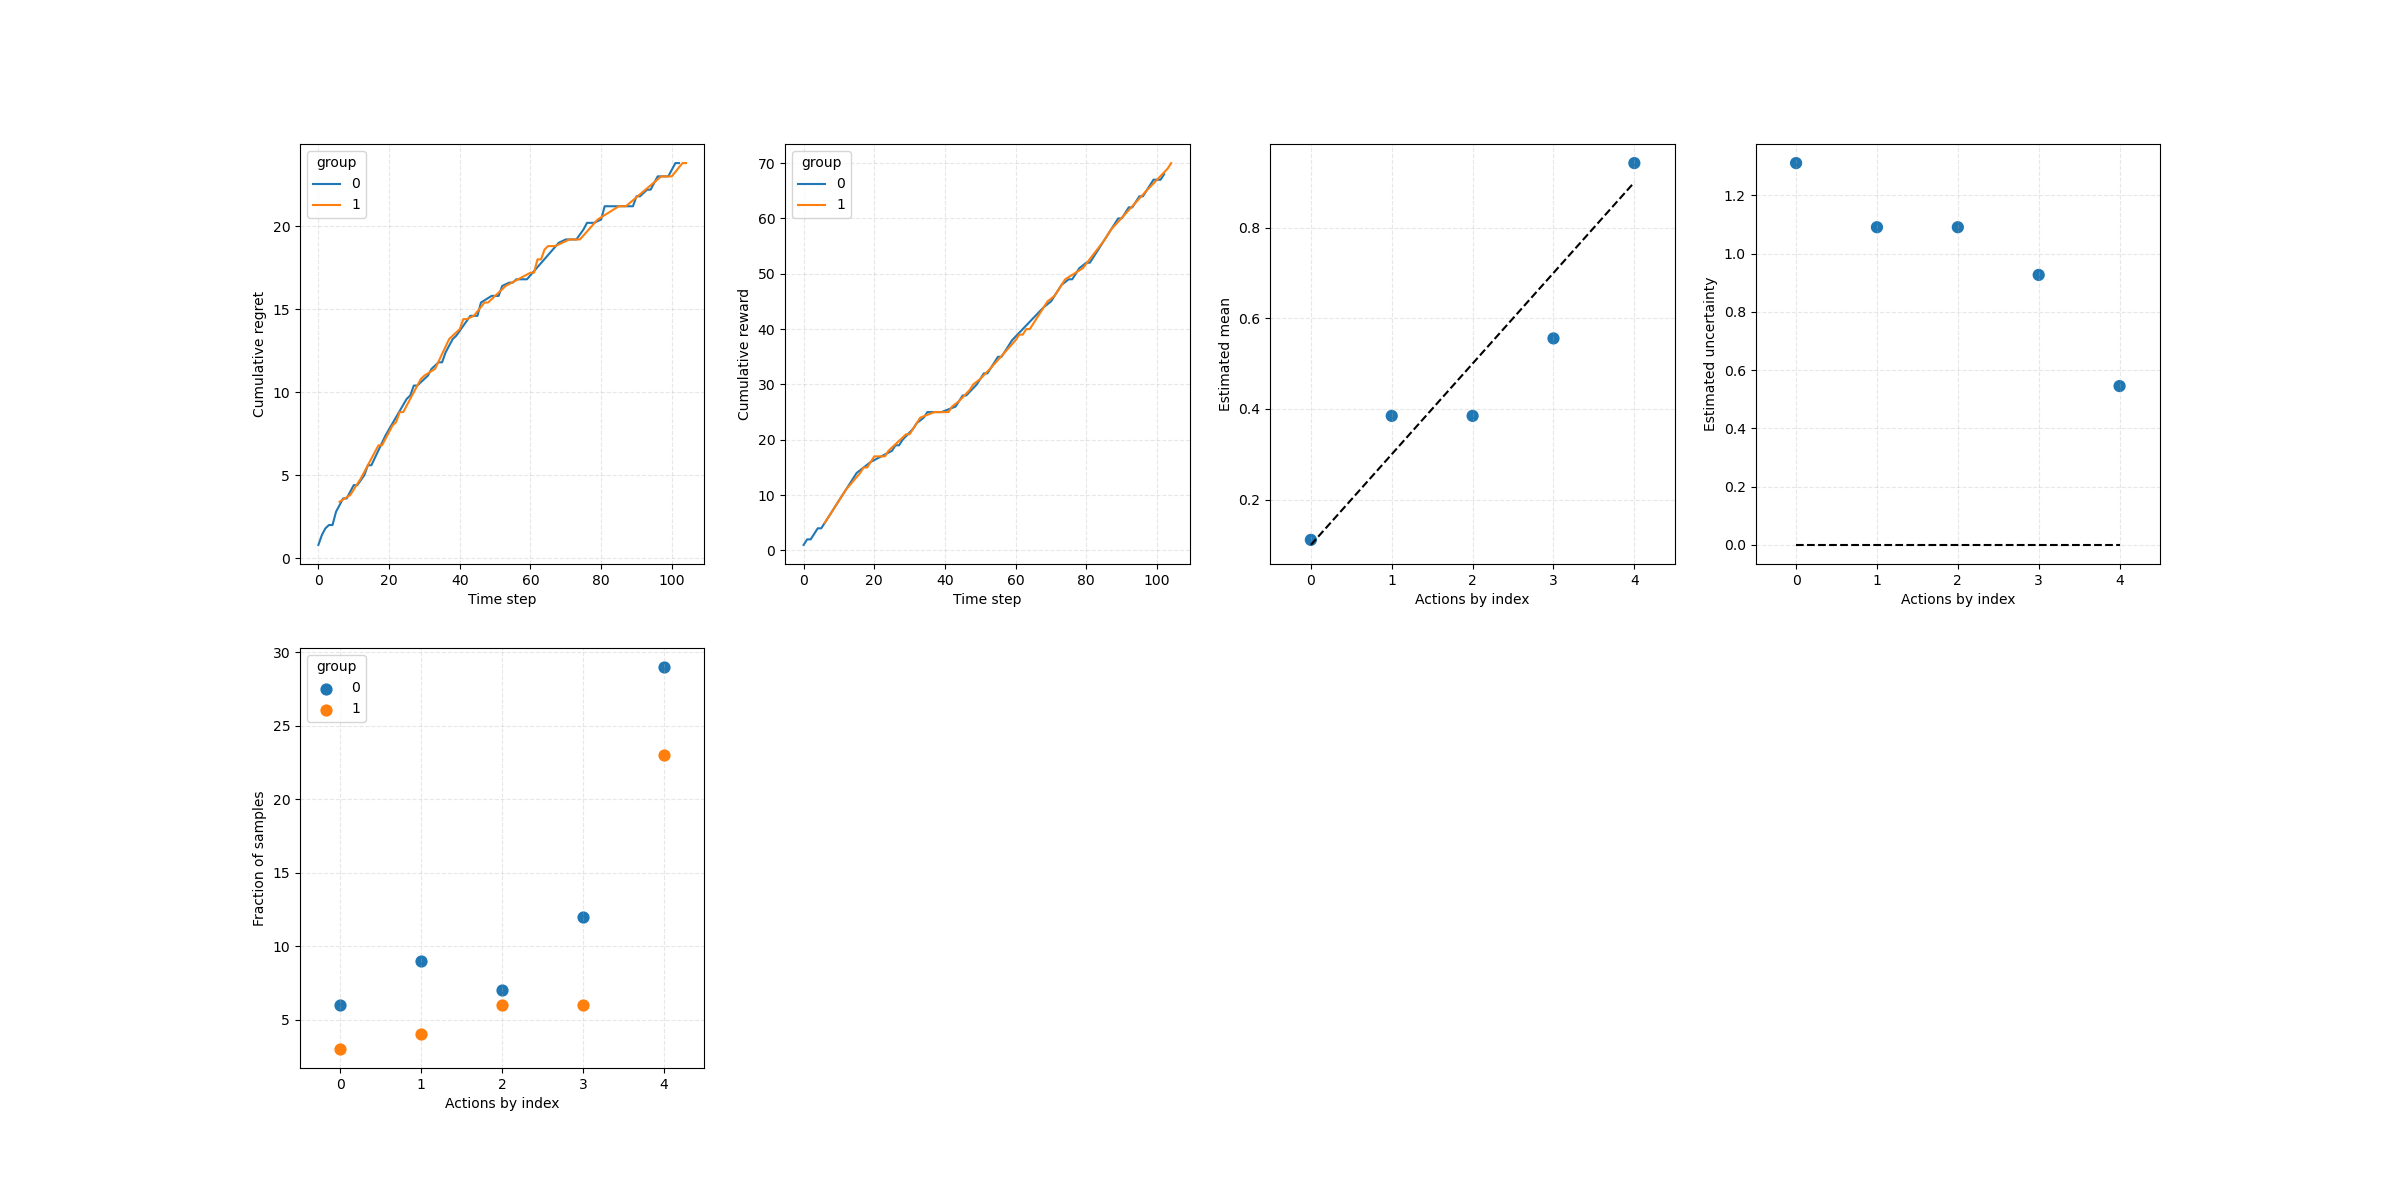 group
0
1
Cumulative regret
20
15
10
5
0
0 20 40 60 80 100
Time step
group
0
1
Cumulative reward
70
60
50
40
30
20
10
0
0 20 40 60 80 100
Time step
Estimated mean
0.8
0.6
0.4
0.2
0 1 2 3 4
Actions by index
Estimated uncertainty
1.2
1.0
0.8
0.6
0.4
0.2
0.0
0 1 2 3 4
Actions by index
group
0
1
Fraction of samples
30
25
20
15
10
5
0 1 2 3 4
Actions by index